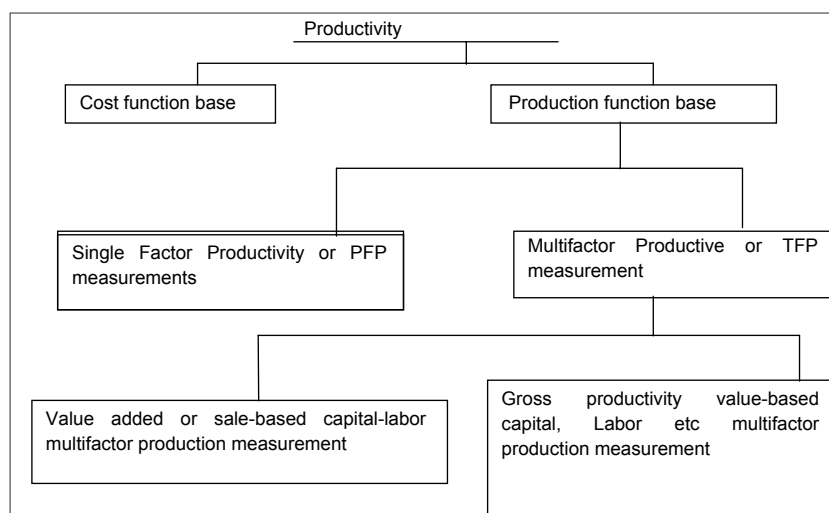 Productivity
Cost function base
Production function base
Single Factor Productivity or PFP
measurements
Multifactor Productive or TFP
measurement
Value added or sale-based capital-labor
multifactor production measurement
Gross productivity value-based
capital, Labor etc multifactor
production measurement